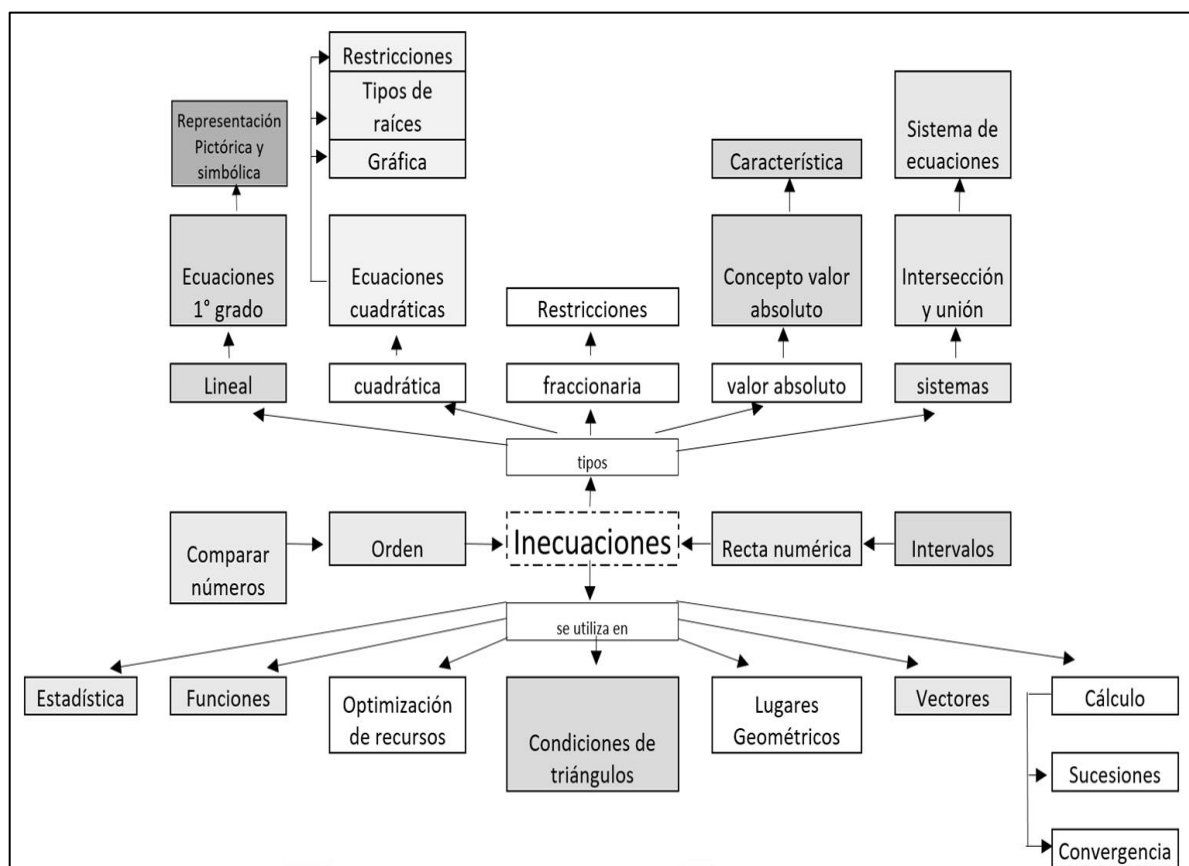 Restricciones
Tipos de
raíces
Gráfica
Representación
Pictórica y
simbólica
Característica
Sistema de
ecuaciones
Ecuaciones
1° grado
Ecuaciones
cuadráticas
Restricciones
Concepto valor
absoluto
Intersección
y unión
Lineal
cuadrática
fraccionaria
valor absoluto
sistemas
tipos
Comparar
números
Orden
Inecuaciones
Recta numérica
Intervalos
se utiliza en
Estadística
Funciones
Optimización
de recursos
Condiciones de
triángulos
Lugares
Geométricos
Vectores
Cálculo
Sucesiones
Convergencia